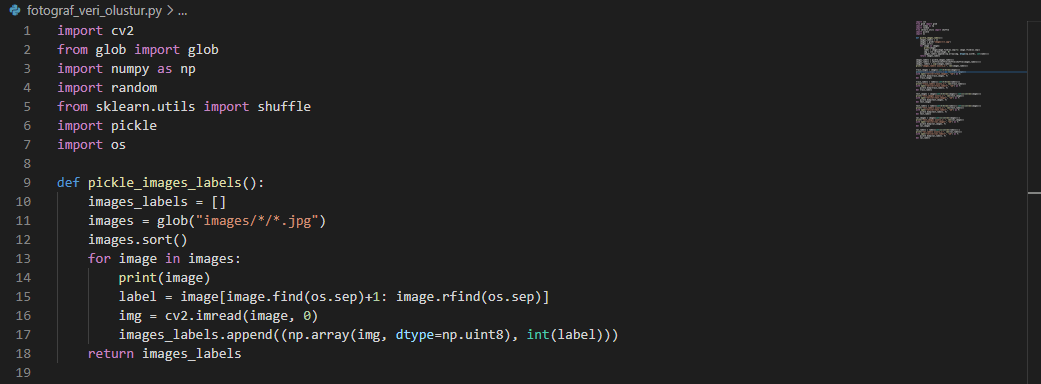 fotograf_veri_olustur.py > ...
1 import cv2
2 from glob import glob
3 import numpy as np
4 import random
5 from sklearn.utils import shuffle
6 import pickle
7 import os
8
9 def pickle_images_labels():
10     images_labels = []
11     images = glob("images/*/*.jpg")
12     images.sort()
13     for image in images:
14         print(image)
15         label = image[image.find(os.sep)+1: image.rfind(os.sep)]
16         img = cv2.imread(image, 0)
17         images_labels.append((np.array(img, dtype=np.uint8), int(label)))
18     return images_labels
19